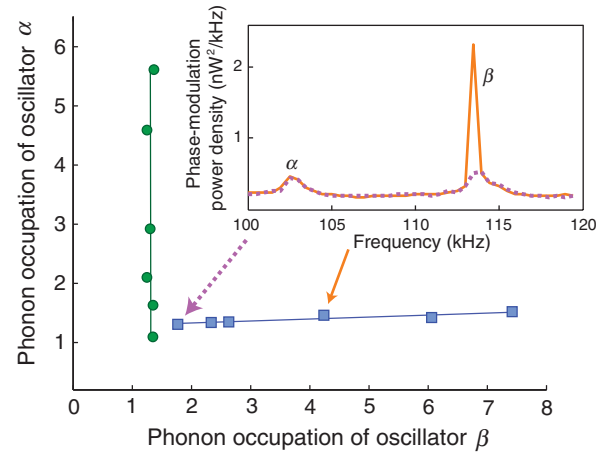 Phonon occupation of oscillator α
6
5
4
3
2
1
0 1 2 3 4 5 6 7 8
Phonon occupation of oscillator β
Phase-modulation
power density (nW²/kHz)
2
1
α
β
100 105 110 115 120
Frequency (kHz)